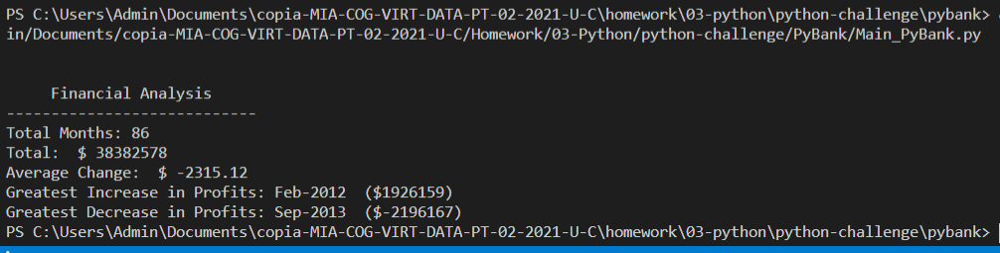 PS C:\Users\Admin\Documents\copia-MIA-COG-VIRT-DATA-PT-02-2021-U-C\homework\03-python\python-challenge\pybank>
in/Documents/copia-MIA-COG-VIRT-DATA-PT-02-2021-U-C/Homework/03-Python/python-challenge/PyBank/Main_PyBank.py
Financial Analysis
----------------------------
Total Months: 86
Total:  $ 38382578
Average Change:  $ -2315.12
Greatest Increase in Profits: Feb-2012  ($1926159)
Greatest Decrease in Profits: Sep-2013  ($-2196167)
PS C:\Users\Admin\Documents\copia-MIA-COG-VIRT-DATA-PT-02-2021-U-C\homework\03-python\python-challenge\pybank>